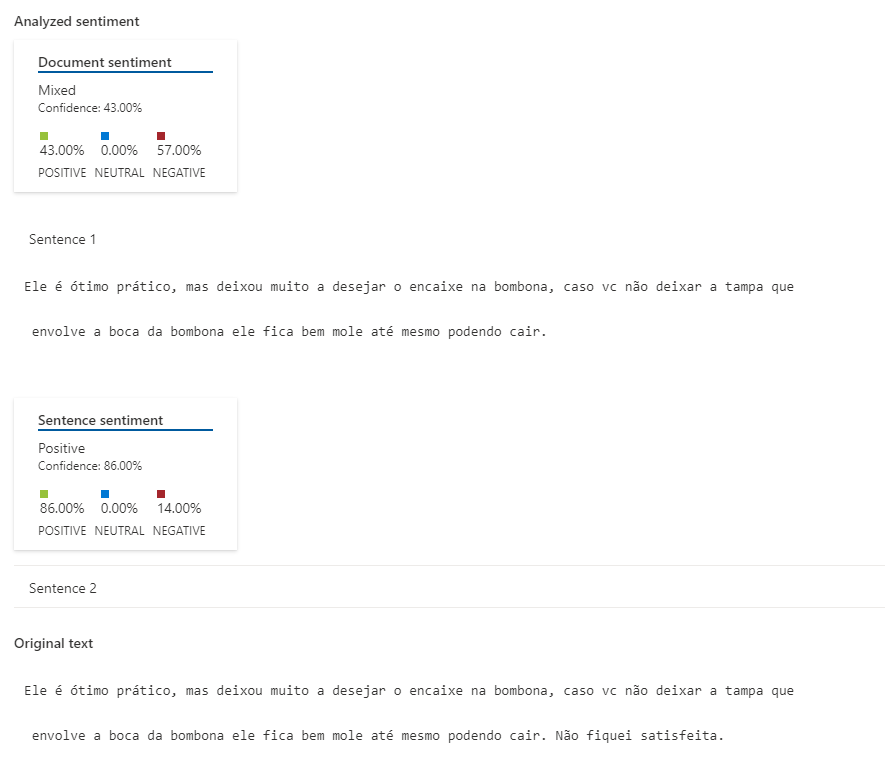 Analyzed sentiment
Document sentiment
Mixed
Confidence: 43.00%
43.00% 0.00% 57.00%
POSITIVE NEUTRAL NEGATIVE
Sentence 1
Ele é ótimo prático, mas deixou muito a desejar o encaixe na bombona, caso vc não deixar a tampa que
envolve a boca da bombona ele fica bem mole até mesmo podendo cair.
Sentence sentiment
Positive
Confidence: 86.00%
86.00% 0.00% 14.00%
POSITIVE NEUTRAL NEGATIVE
Sentence 2
Original text
Ele é ótimo prático, mas deixou muito a desejar o encaixe na bombona, caso vc não deixar a tampa que
envolve a boca da bombona ele fica bem mole até mesmo podendo cair. Não fiquei satisfeita.